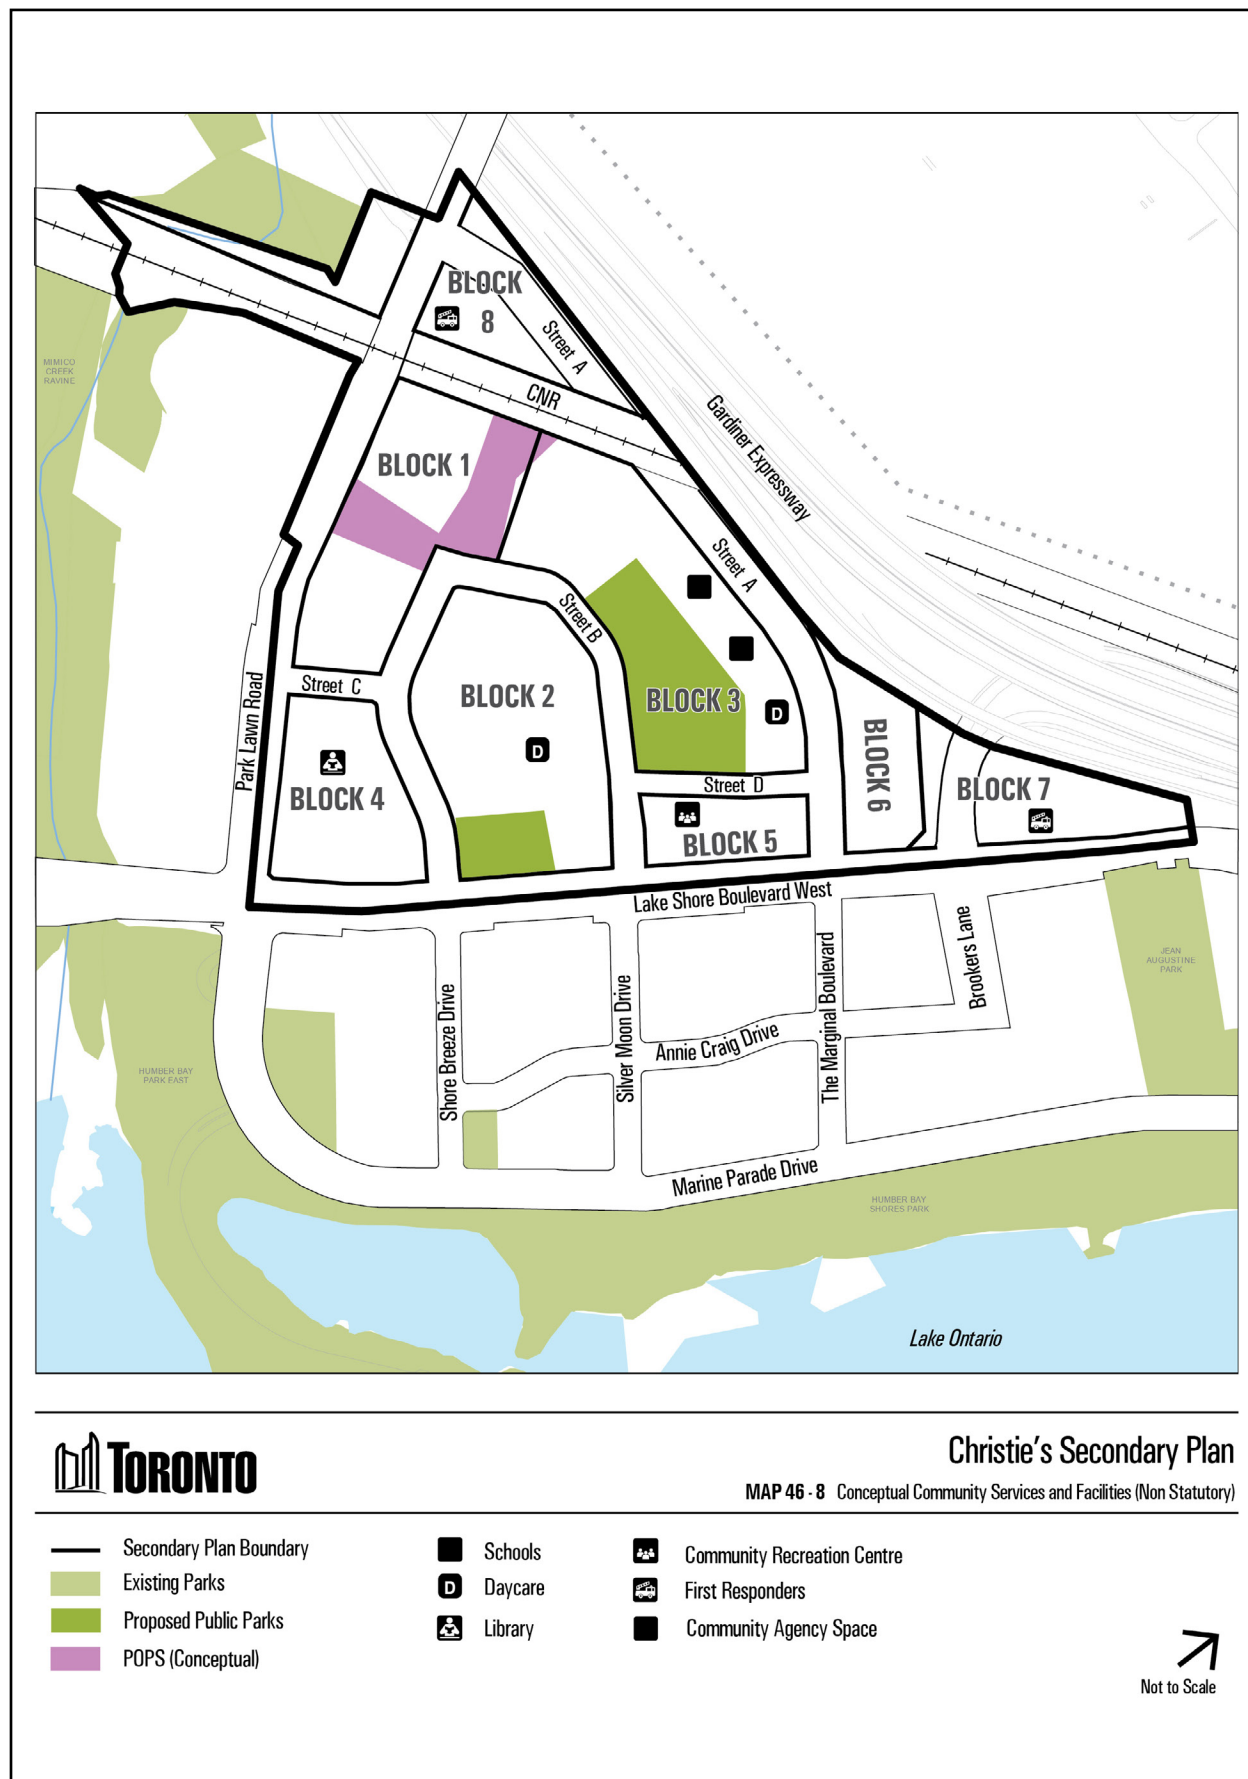 BLOCK
8
Street A
MIMICO
CREEK
RAVINE
CNR
Gardiner Expressway
BLOCK 1
Street A
Street B
Street C
BLOCK 2
BLOCK 3
D
D
Park Lawn Road
BLOCK 4
Street D
BLOCK 5
BLOCK 6
BLOCK 7
Lake Shore Boulevard West
Shore Breeze Drive
Silver Moon Drive
Annie Craig Drive
The Marginal Boulevard
Brookers Lane
JEAN
AUGUSTINE
PARK
HUMBER BAY
PARK EAST
Marine Parade Drive
HUMBER BAY
SHORES PARK
Lake Ontario
TORONTO
Christie's Secondary Plan
MAP 46 - 8 Conceptual Community Services and Facilities (Non Statutory)
Secondary Plan Boundary
Existing Parks
Proposed Public Parks
POPS (Conceptual)
Schools
D Daycare
Library
Community Recreation Centre
First Responders
Community Agency Space
Not to Scale